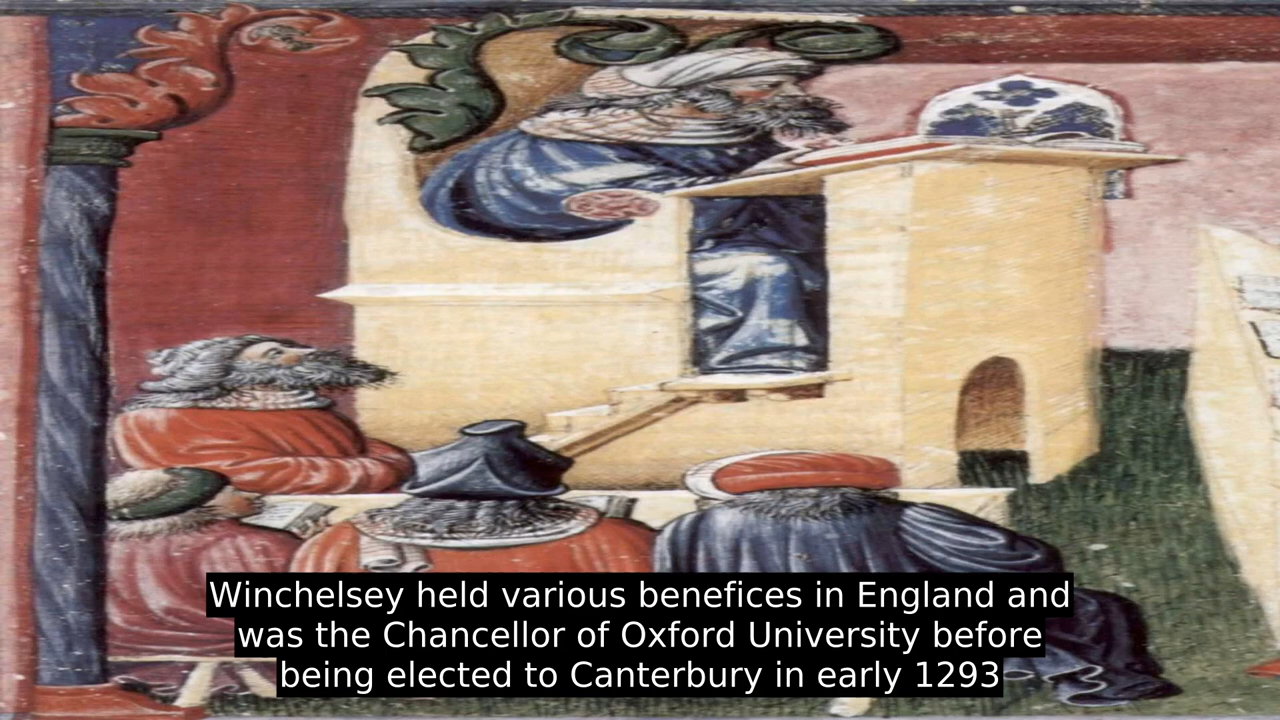 Winchelsey held various benefices in England and
was the Chancellor of Oxford University before
being elected to Canterbury in early 1293